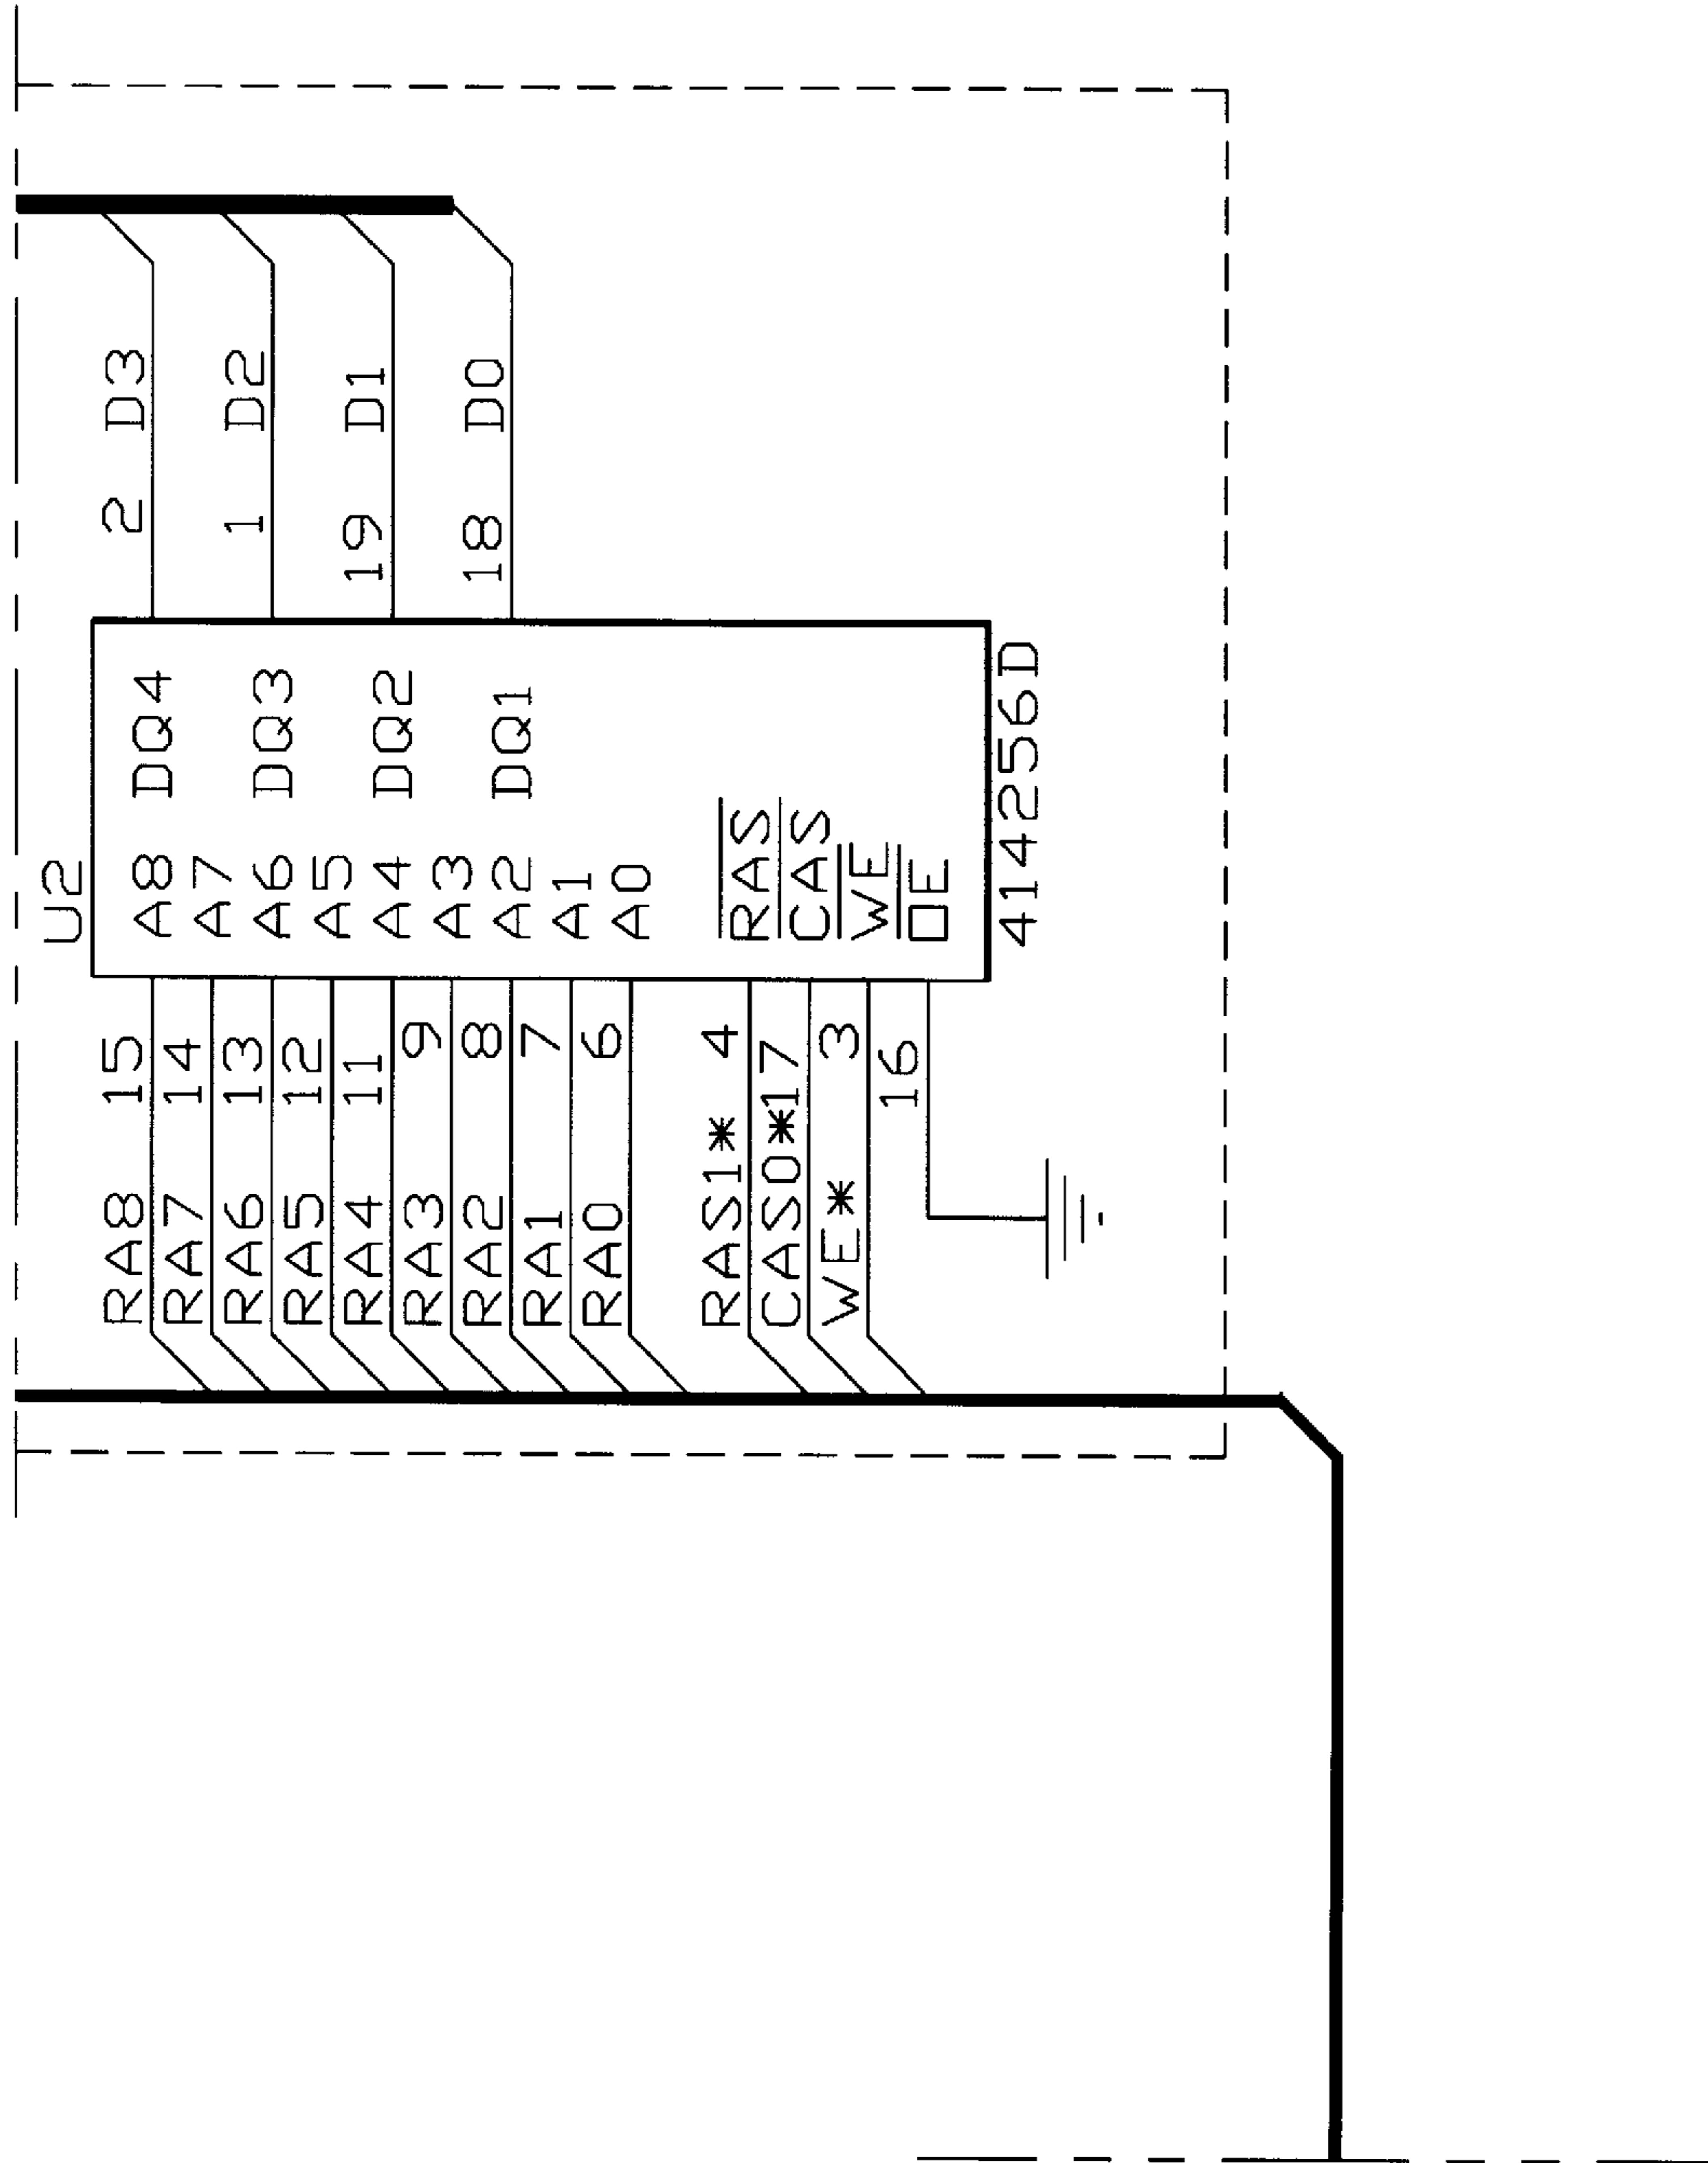 U2
RA8 15 A8 DQ4 2 D3
RA7 14 A7
RA6 13 A6 DQ3 1 D2
RA5 12 A5
RA4 11 A4 DQ2 19 D1
RA3 9 A3
RA2 8 A2 DQ1 18 D0
RA1 7 A1
RA0 6 A0
RAS1* 4 RAS
CAS0*17 CAS
WE* 3 WE
16 OE
414256D